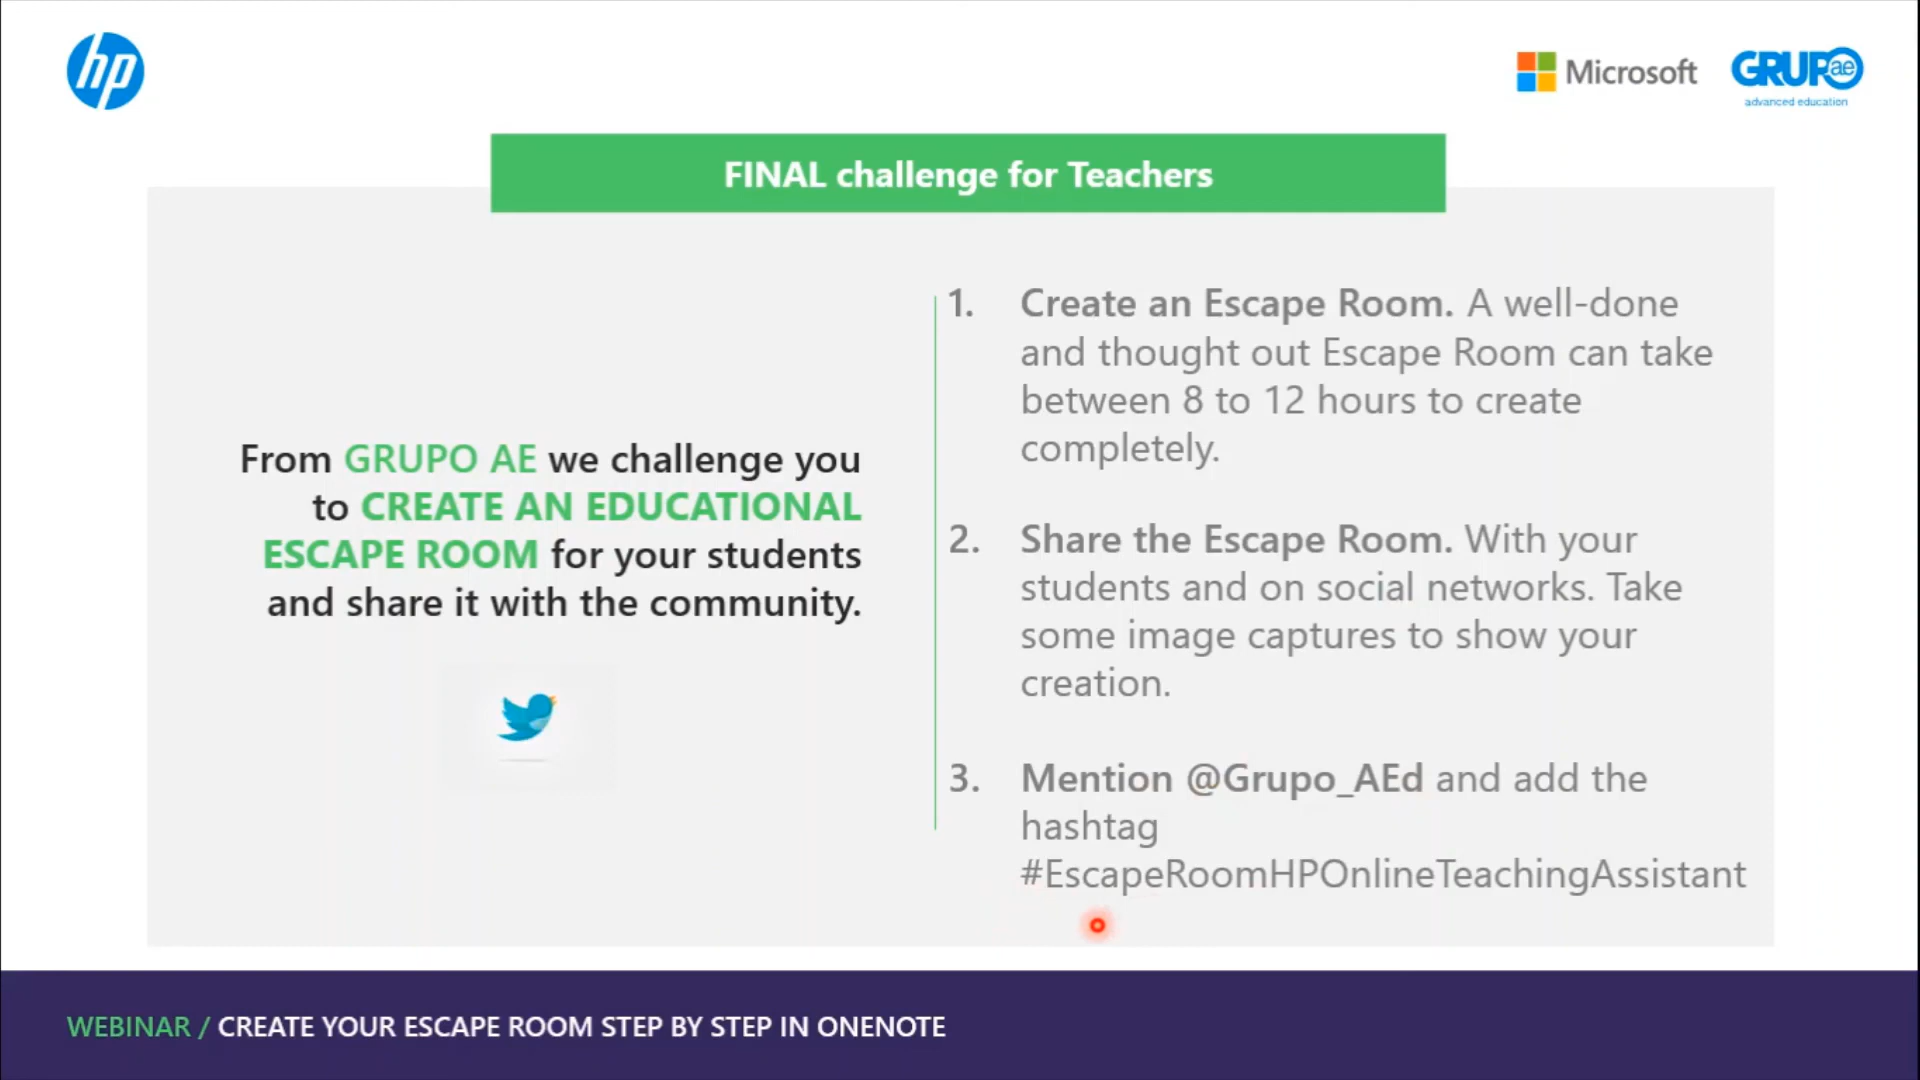 hp
Microsoft
GRUPO ae
advanced education
FINAL challenge for Teachers
From GRUPO AE we challenge you
to CREATE AN EDUCATIONAL
ESCAPE ROOM for your students
and share it with the community.
1. Create an Escape Room. A well-done
and thought out Escape Room can take
between 8 to 12 hours to create
completely.
2. Share the Escape Room. With your
students and on social networks. Take
some image captures to show your
creation.
3. Mention @Grupo_AEd and add the
hashtag
#EscapeRoomHPOnlineTeachingAssistant
WEBINAR / CREATE YOUR ESCAPE ROOM STEP BY STEP IN ONENOTE